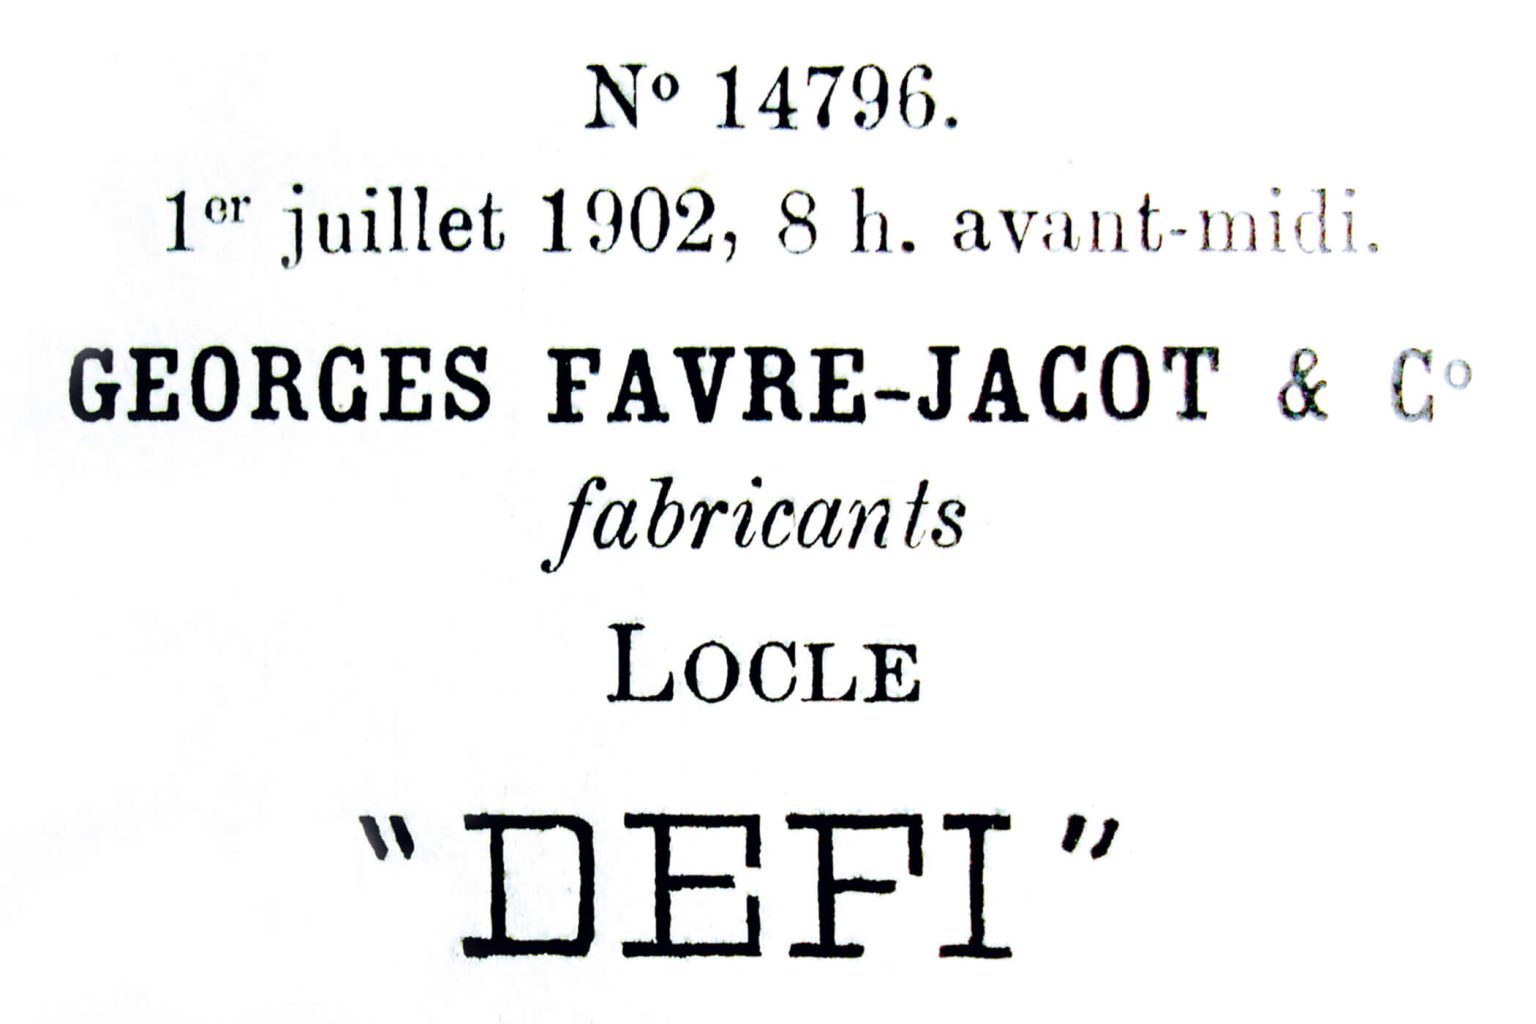 Nº 14796.
1er juillet 1902, 8 h. avant-midi.
GEORGES FAVRE-JACOT & Cº
fabricants
LOCLE
"DEFI"